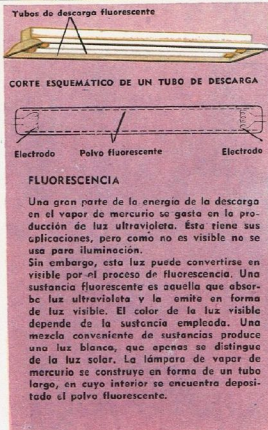 Tubos de descarga fluorescente
CORTE ESQUEMÁTICO DE UN TUBO DE DESCARGA
Electrodo Polvo fluorescente Electrodo
FLUORESCENCIA
Una gran parte de la energía de la descarga
en el vapor de mercurio se gasta en la pro-
ducción de luz ultravioleta. Ésta tiene sus
aplicaciones, pero como no es visible no se
usa para iluminación.
Sin embargo, esta luz puede convertirse en
visible por el proceso de fluorescencia. Una
sustancia fluorescente es aquella que absor-
be luz ultravioleta y la emite en forma
de luz visible. El color de la luz visible
depende de la sustancia empleada. Una
mezcla conveniente de sustancias produce
una luz blanca, que apenas se distingue
de la luz solar. La lámpara de vapor de
mercurio se construye en forma de un tubo
largo, en cuyo interior se encuentra deposi-
tado el polvo fluorescente.